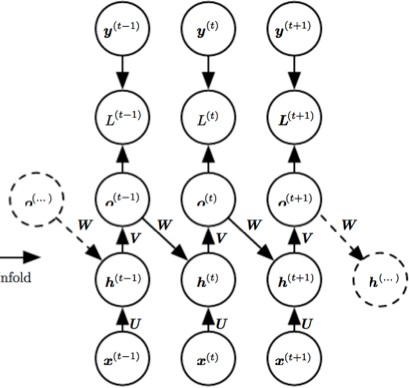 y(t−1) y(t) y(t+1)
L(t−1) L(t) L(t+1)
o(...) o(t−1) o(t) o(t+1)
W W W W
V V V
nfold h(t−1) h(t) h(t+1) h(...)
U U U
x(t−1) x(t) x(t+1)